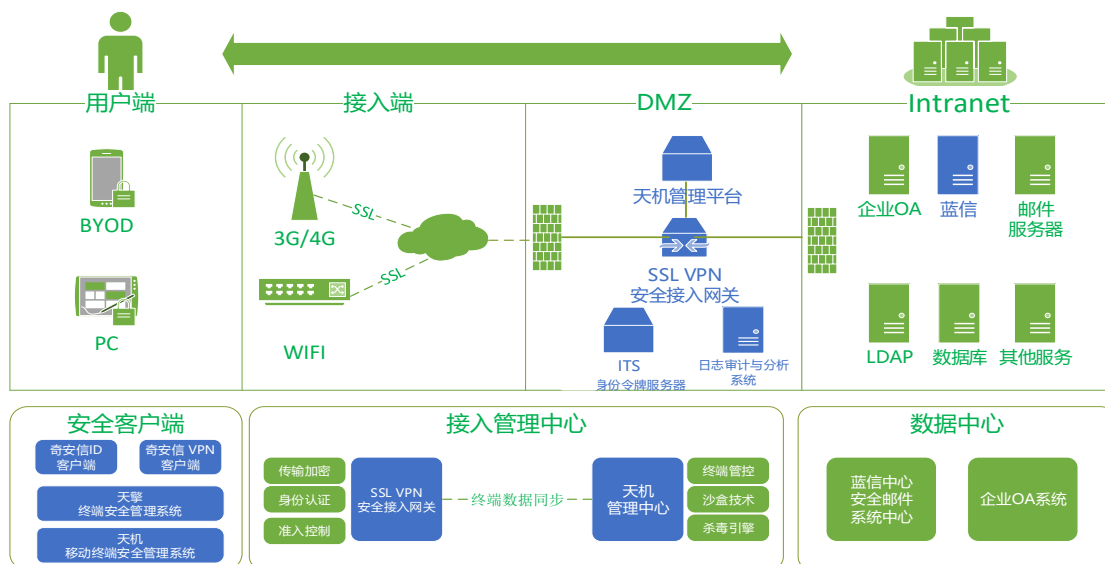 用户端
接入端
DMZ
Intranet
BYOD
PC
3G/4G
SSL
SSL
WIFI
天机管理平台
SSL VPN
安全接入网关
ITS
身份令牌服务器
日志审计与分析
系统
企业OA
蓝信
邮件
服务器
LDAP
数据库
其他服务
安全客户端
奇安信ID
客户端
奇安信 VPN
客户端
天擎
终端安全管理系统
天机
移动终端安全管理系统
接入管理中心
传输加密
身份认证
准入控制
SSL VPN
安全接入网关
终端数据同步
天机
管理中心
终端管控
沙盒技术
杀毒引擎
数据中心
蓝信中心
安全邮件
系统中心
企业OA系统